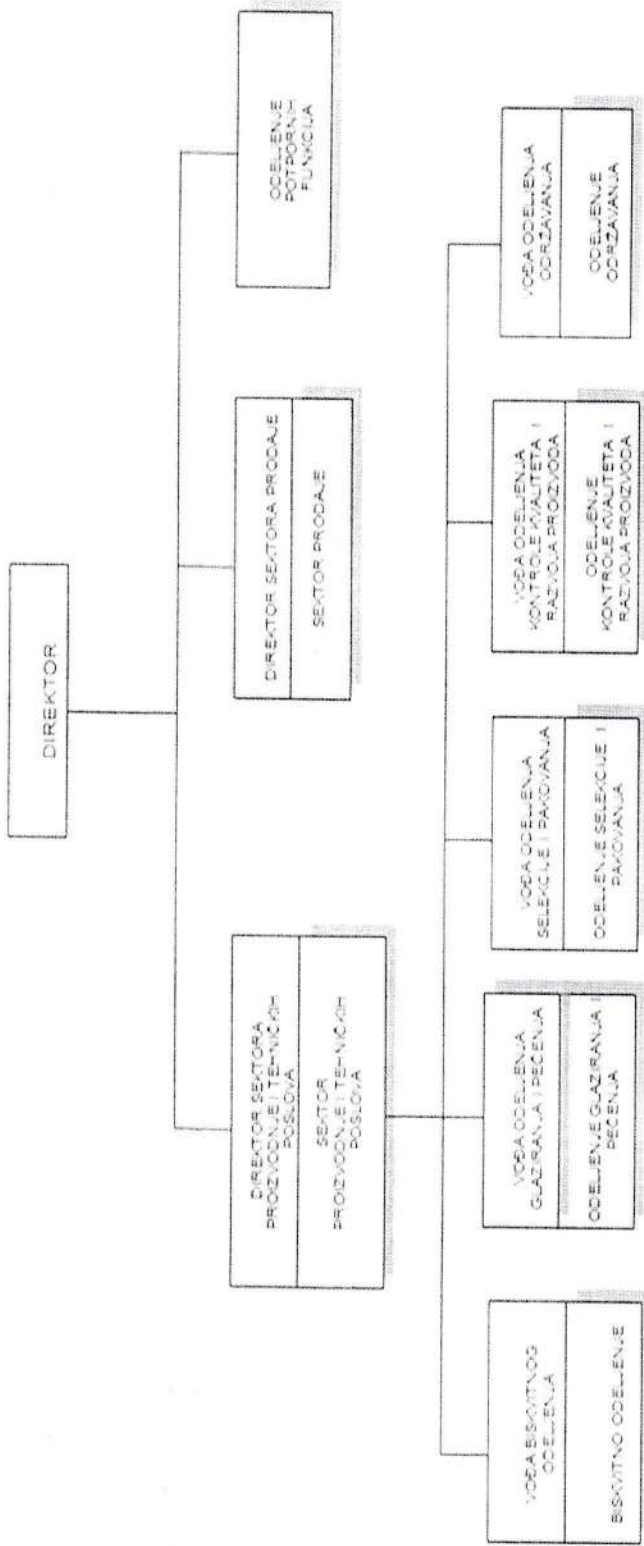 DIREKTOR
DIREKTOR SEKTORA
PROIZVODNJE I TEHNIČKIH
POSLOVA
SEKTOR
PROIZVODNJE I TEHNIČKIH
POSLOVA
DIREKTOR SEKTORA PRODAJE
SEKTOR PRODAJE
ODELJENJE
POTPORNIH
FUNKCIJA
VOĐA BISKVITNOG
ODELJENJA
BISKVITNO ODELJENJE
VOĐA ODELJENJA
GLAZIRANJA I PEČENJA
ODELJENJE GLAZIRANJA I
PEČENJA
VOĐA ODELJENJA
SELEKCIJE I PAKOVANJA
ODELJENJE SELEKCIJE I
PAKOVANJA
VOĐA ODELJENJA
KONTROLE KVALITETA I
RAZVOJA PROIZVODA
ODELJENJE
KONTROLE KVALITETA I
RAZVOJA PROIZVODA
VOĐA ODELJENJA
ODRŽAVANJA
ODELJENJE
ODRŽAVANJA